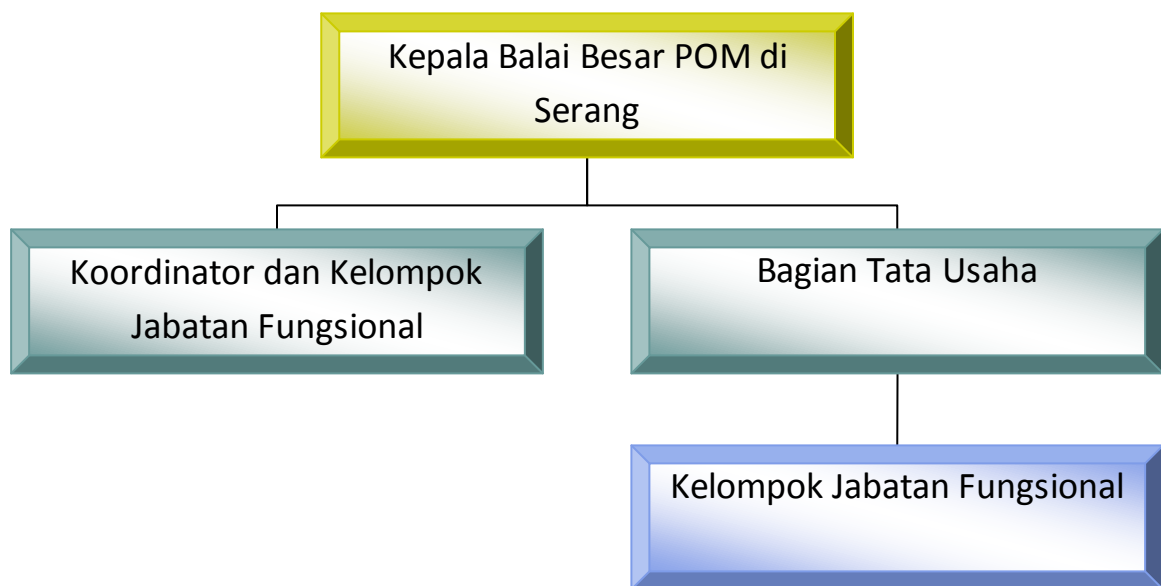 Kepala Balai Besar POM di
Serang
Koordinator dan Kelompok
Jabatan Fungsional
Bagian Tata Usaha
Kelompok Jabatan Fungsional